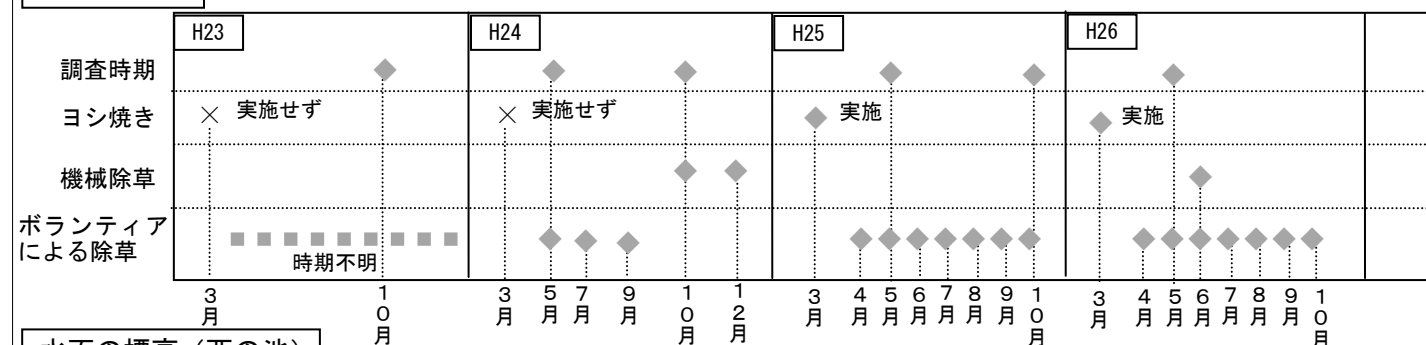 H23 H24 H25 H26
調査時期
ヨシ焼き × 実施せず × 実施せず 実施 実施
機械除草
ボランティア
による除草
時期不明
3月 10月 3月 5月 7月 9月 10月 12月 3月 4月 5月 6月 7月 8月 9月 10月 3月 4月 5月 6月 7月 8月 9月 10月